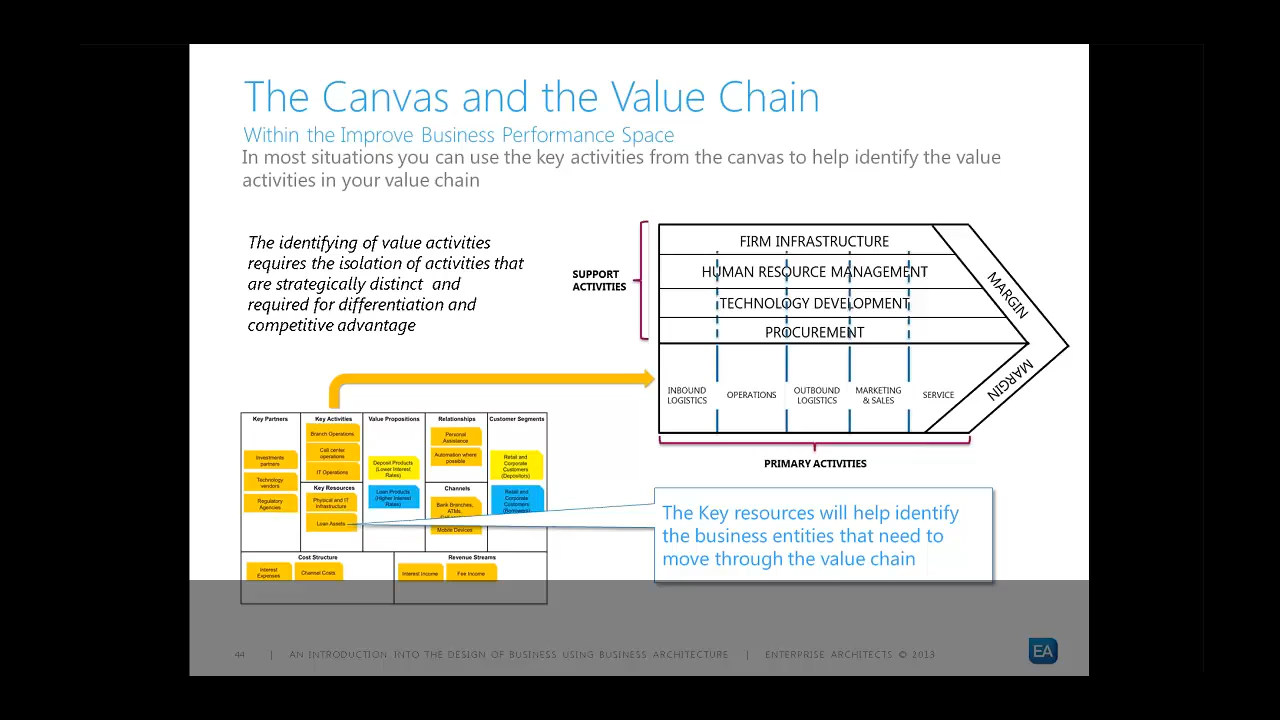 The Canvas and the Value Chain
Within the Improve Business Performance Space
In most situations you can use the key activities from the canvas to help identify the value
activities in your value chain
The identifying of value activities
requires the isolation of activities that
are strategically distinct and
required for differentiation and
competitive advantage
SUPPORT
ACTIVITIES
FIRM INFRASTRUCTURE
HUMAN RESOURCE MANAGEMENT
TECHNOLOGY DEVELOPMENT
PROCUREMENT
MARGIN
MARGIN
INBOUND
LOGISTICS
OPERATIONS
OUTBOUND
LOGISTICS
MARKETING
& SALES
SERVICE
PRIMARY ACTIVITIES
Key Partners
Investments
partners
Technology
vendors
Regulatory
Agencies
Key Activities
Branch Operations
Call center
operations
IT Operations
Key Resources
Physical and IT
Infrastructure
Loan Assets
Value Propositions
Deposit Products
(Lower Interest
Rates)
Loan Products
(Higher Interest
Rates)
Relationships
Personal
Assistance
Automation where
possible
Channels
Bank Branches,
ATMs,
Mobile Devices
Customer Segments
Retail and
Corporate
Customers
(Depositors)
Retail and
Corporate
Customers
Cost Structure
Interest
Expenses
Channel Costs
Revenue Streams
Interest Income
Fee Income
The Key resources will help identify
the business entities that need to
move through the value chain
44 | AN INTRODUCTION INTO THE DESIGN OF BUSINESS USING BUSINESS ARCHITECTURE | ENTERPRISE ARCHITECTS © 2013
EA